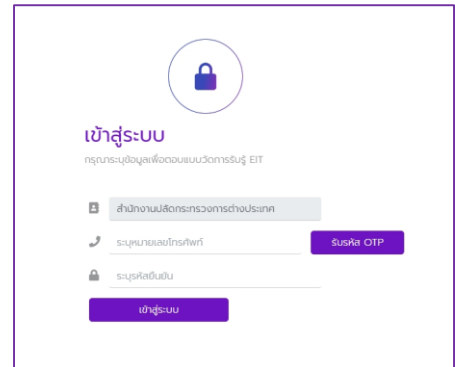 เข้าสู่ระบบ
กรุณาระบุข้อมูลเพื่อตอบแบบวัดการรับรู้ EIT
สำนักงานปลัดกระทรวงการต่างประเทศ
ระบุหมายเลขโทรศัพท์ รับรหัส OTP
ระบุรหัสยืนยัน
เข้าสู่ระบบ